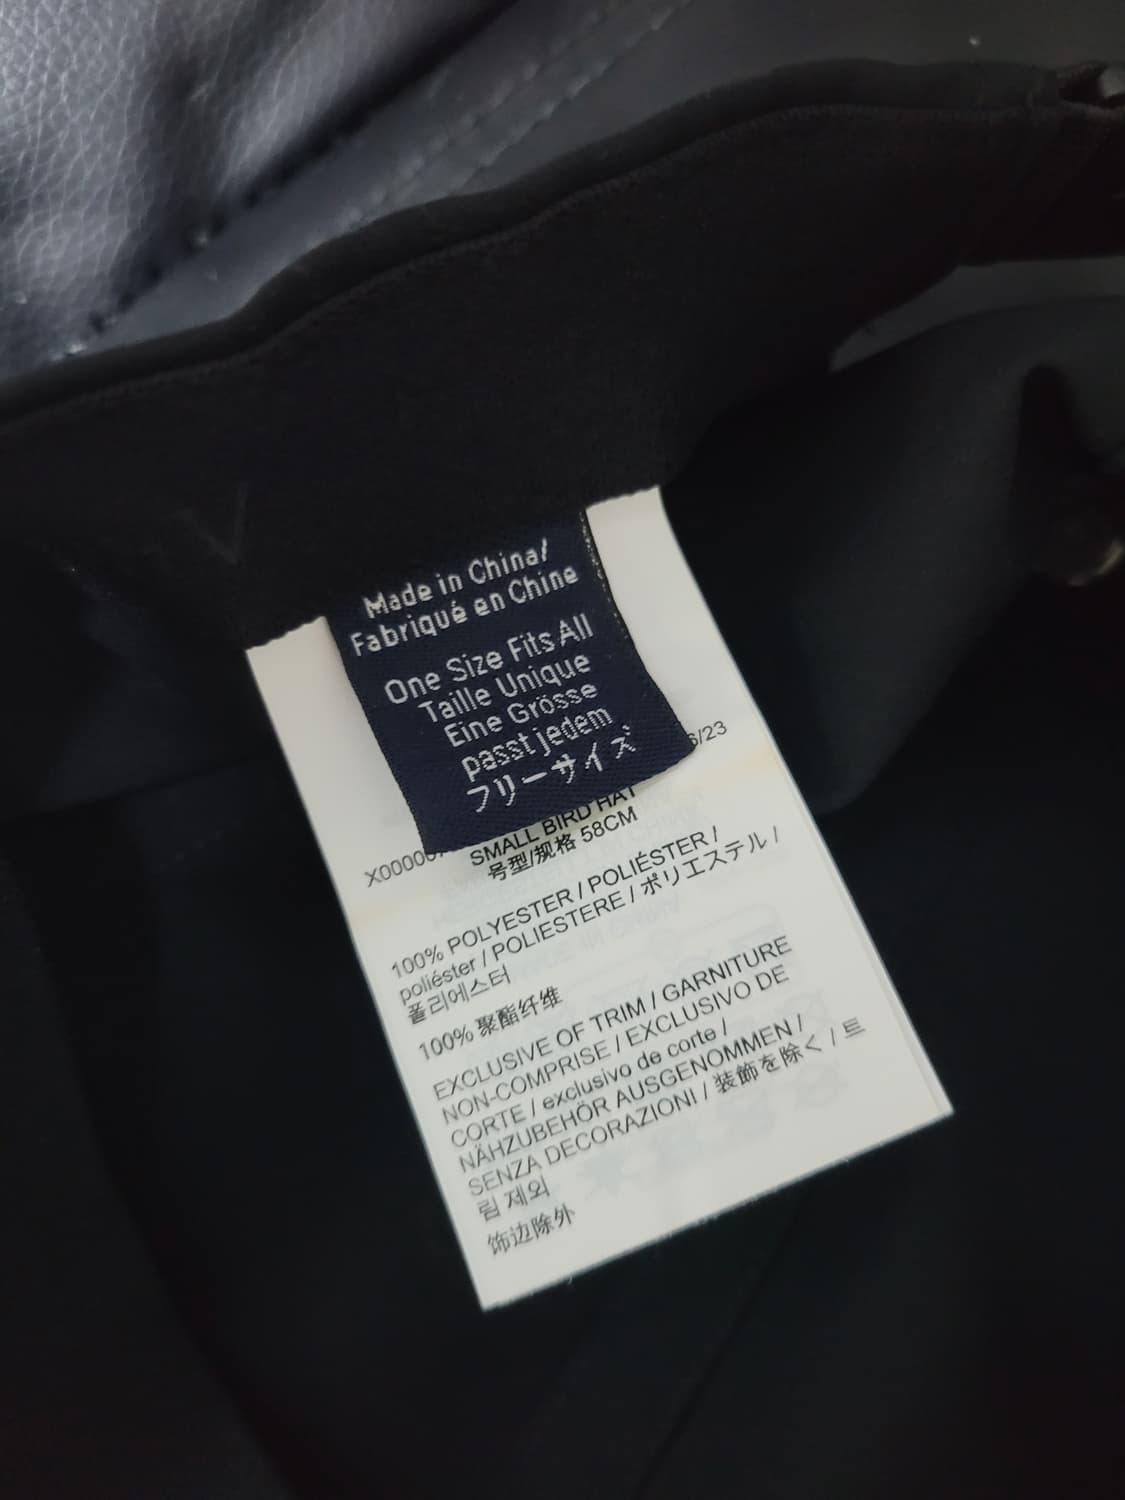 Made in China/
Fabriqué en Chine
One Size Fits All
Taille Unique
Eine Grösse
passt jedem
フリーサイズ
/23
SMALL BIRD HAT
号型/规格 58CM
100% POLYESTER / POLIÉSTER /
poliéster / POLIESTERE / ポリエステル /
폴리에스터
100% 聚酯纤维
EXCLUSIVE OF TRIM / GARNITURE
NON-COMPRISE / EXCLUSIVO DE
CORTE / exclusivo de corte /
NÄHZUBEHÖR AUSGENOMMEN /
SENZA DECORAZIONI / 装飾を除く / 트
림 제외
饰边除外